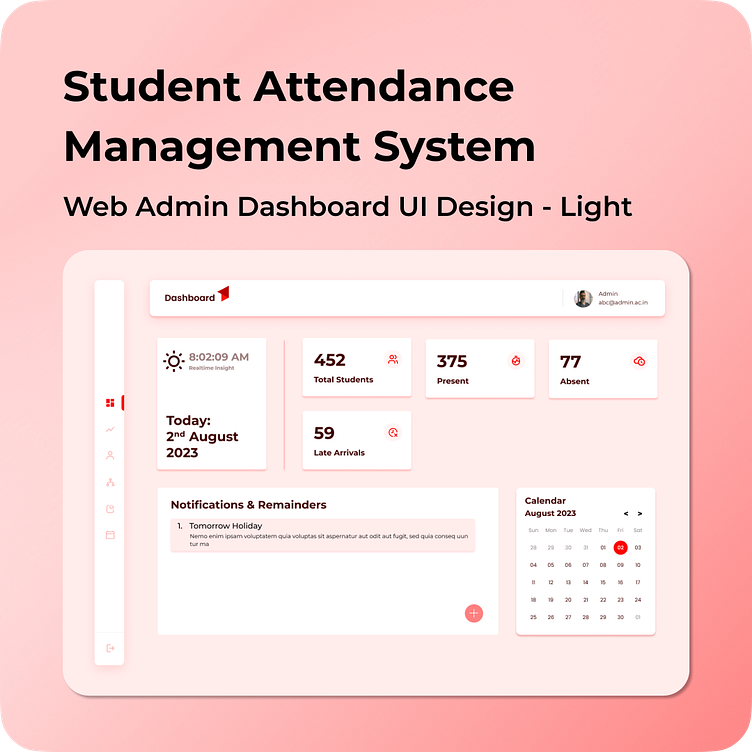 Student Attendance
Management System
Web Admin Dashboard UI Design - Light
Dashboard
Admin
abc@admin.ac.in
8:02:09 AM
Realtime Insight
Today:
2nd August
2023
452
Total Students
375
Present
77
Absent
59
Late Arrivals
Notifications & Remainders
1. Tomorrow Holiday
Nemo enim ipsam voluptatem quia voluptas sit aspernatur aut odit aut fugit, sed quia conseq uun
tur ma
Calendar
August 2023 < >
Sun Mon Tue Wed Thu Fri Sat
28 29 30 31 01 02 03
04 05 06 07 08 09 10
11 12 13 14 15 16 17
18 19 20 21 22 23 24
25 26 27 28 29 30 01